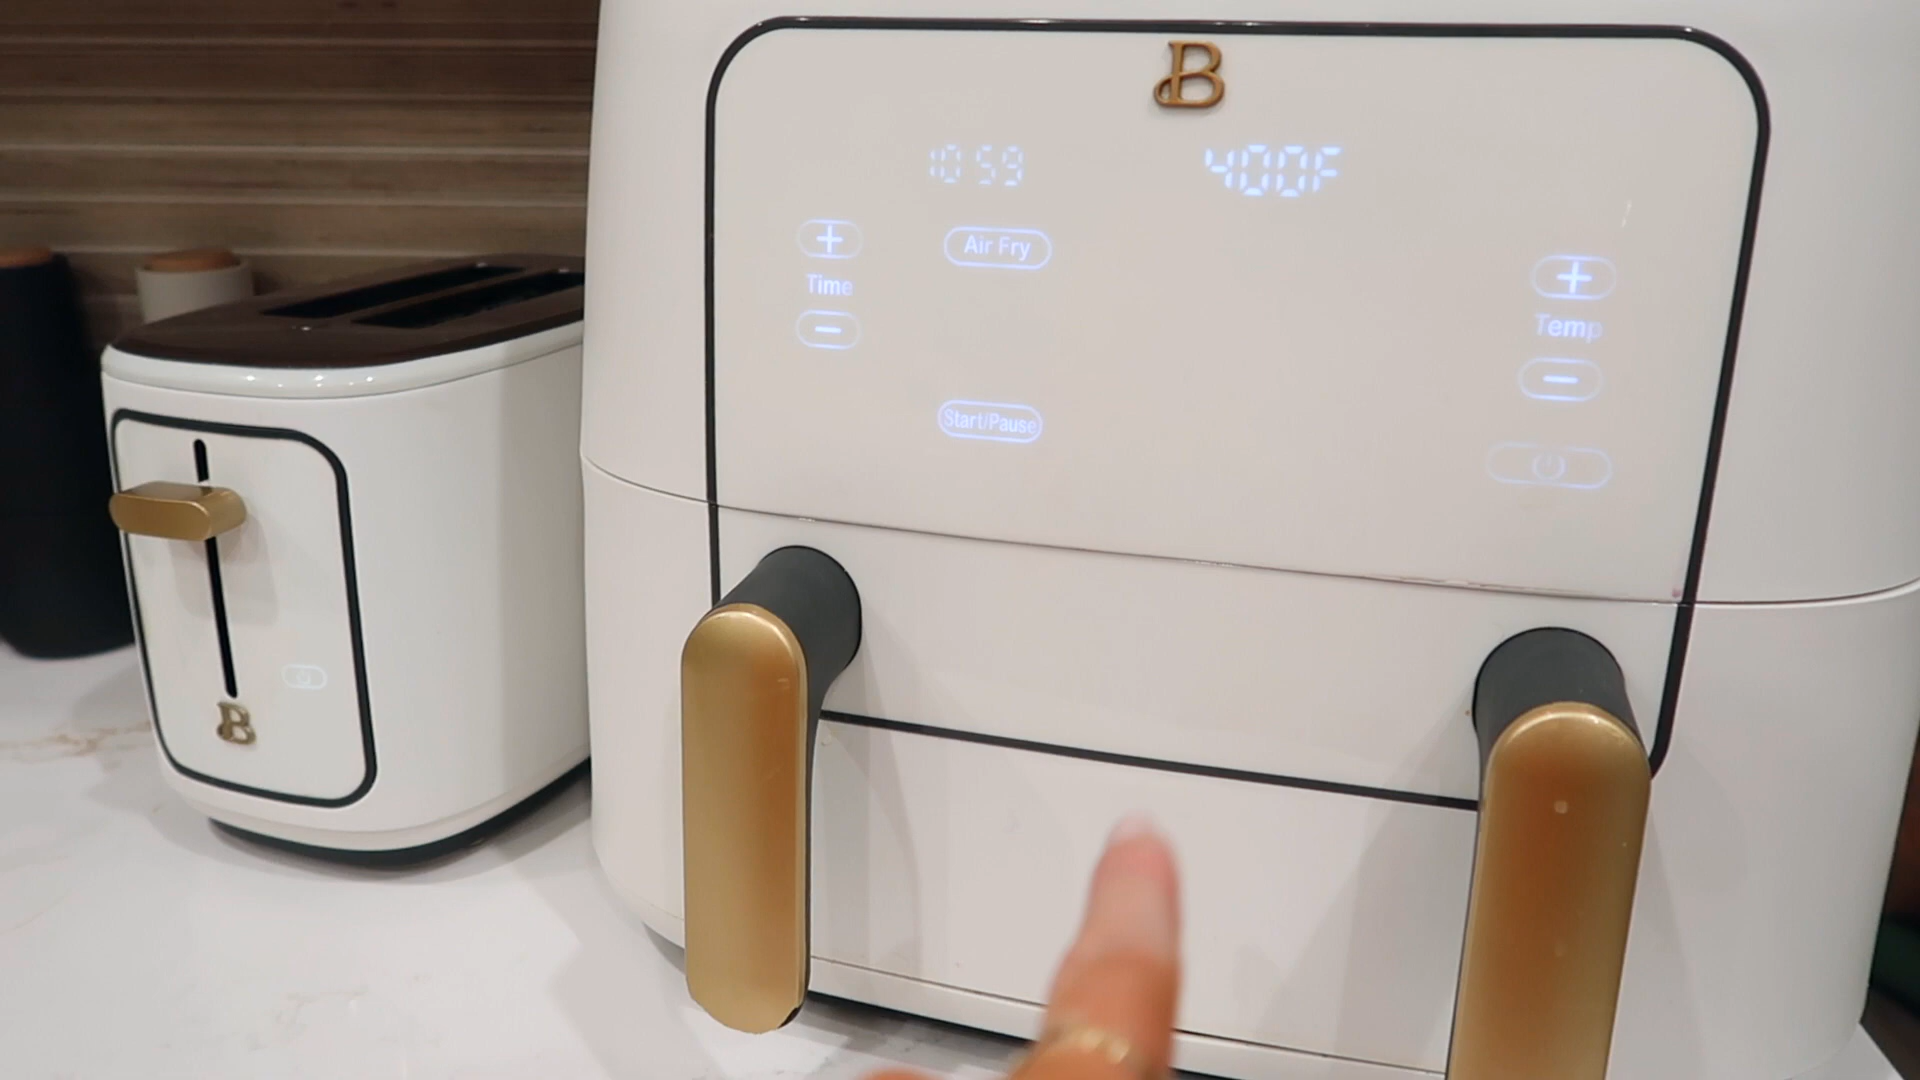 B
10 59 400F
+ Air Fry
Time
-
+
Temp
-
Start/Pause
B